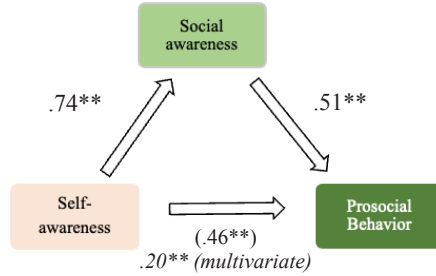 Social
awareness
.74**
.51**
Self-
awareness
(.46**)
.20** (multivariate)
Prosocial
Behavior